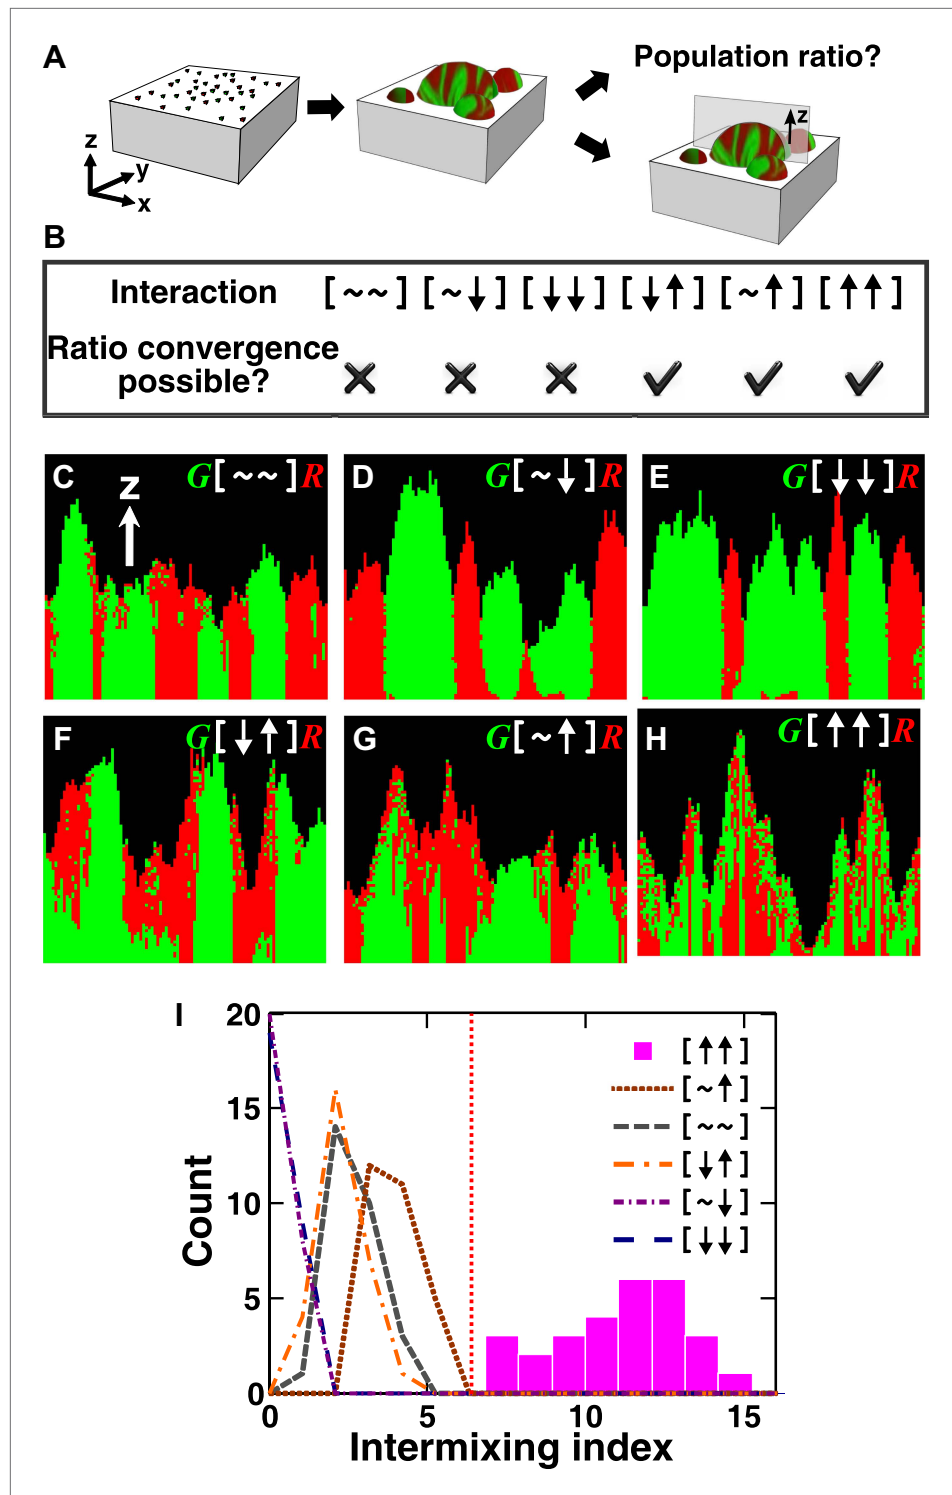 A
Population ratio?
z
y
x
z
B
Interaction [~~] [~↓] [↓↓] [↓↑] [~↑] [↑↑]
Ratio convergence
possible? ✕ ✕ ✕ ✓ ✓ ✓
C G[~~]R
z
D G[~↓]R
E G[↓↓]R
F G[↓↑]R
G G[~↑]R
H G[↑↑]R
I
20
15
10
5
0
Count
0 5 10 15
Intermixing index
[↑↑]
[~↑]
[~~]
[↓↑]
[~↓]
[↓↓]